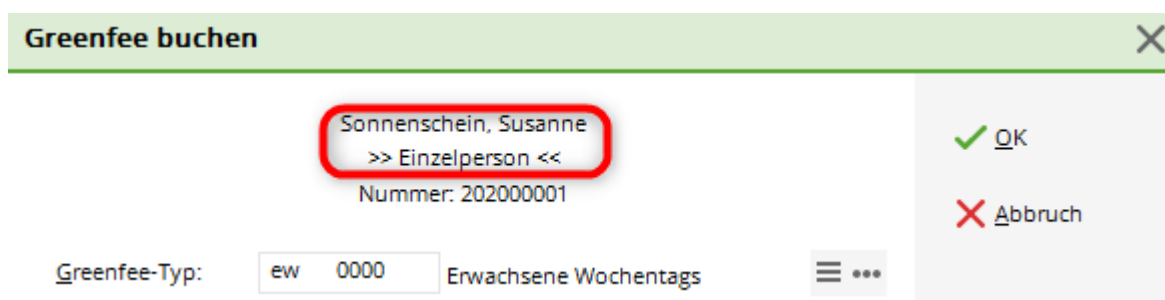 Greenfee buchen
Sonnenschein, Susanne
>> Einzelperson <<
Nummer: 202000001
OK
Abbruch
Greenfee-Typ: ew 0000 Erwachsene Wochentags